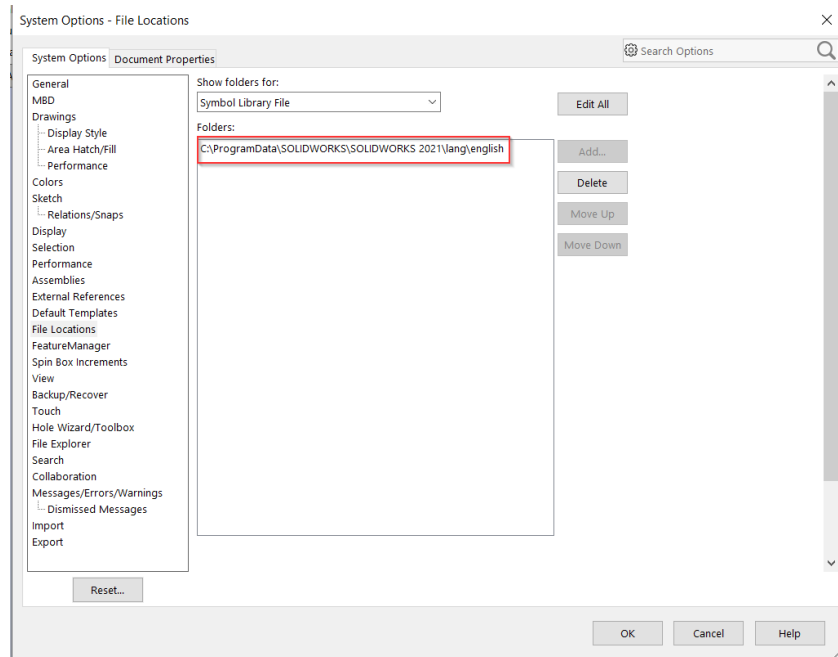 System Options - File Locations
System Options
Document Properties
Search Options
General
MBD
Drawings
Display Style
Area Hatch/Fill
Performance
Colors
Sketch
Relations/Snaps
Display
Selection
Performance
Assemblies
External References
Default Templates
File Locations
FeatureManager
Spin Box Increments
View
Backup/Recover
Touch
Hole Wizard/Toolbox
File Explorer
Search
Collaboration
Messages/Errors/Warnings
Dismissed Messages
Import
Export
Reset...
Show folders for:
Symbol Library File
Folders:
C:\ProgramData\SOLIDWORKS\SOLIDWORKS 2021\lang\english
Edit All
Add...
Delete
Move Up
Move Down
OK
Cancel
Help